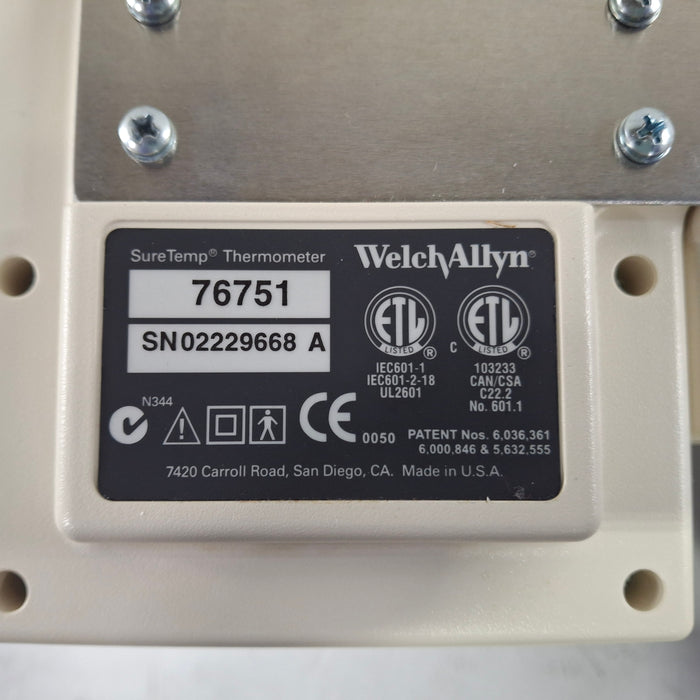 SureTemp® Thermometer
WelchAllyn®
76751
SN02229668 A
ETL
LISTED
®
IEC601-1
IEC601-2-18
UL2601
C
ETL
LISTED
®
103233
CAN/CSA
C22.2
No. 601.1
N344
CE
0050
PATENT Nos. 6,036,361
6,000,846 & 5,632,555
7420 Carroll Road, San Diego, CA. Made in U.S.A.